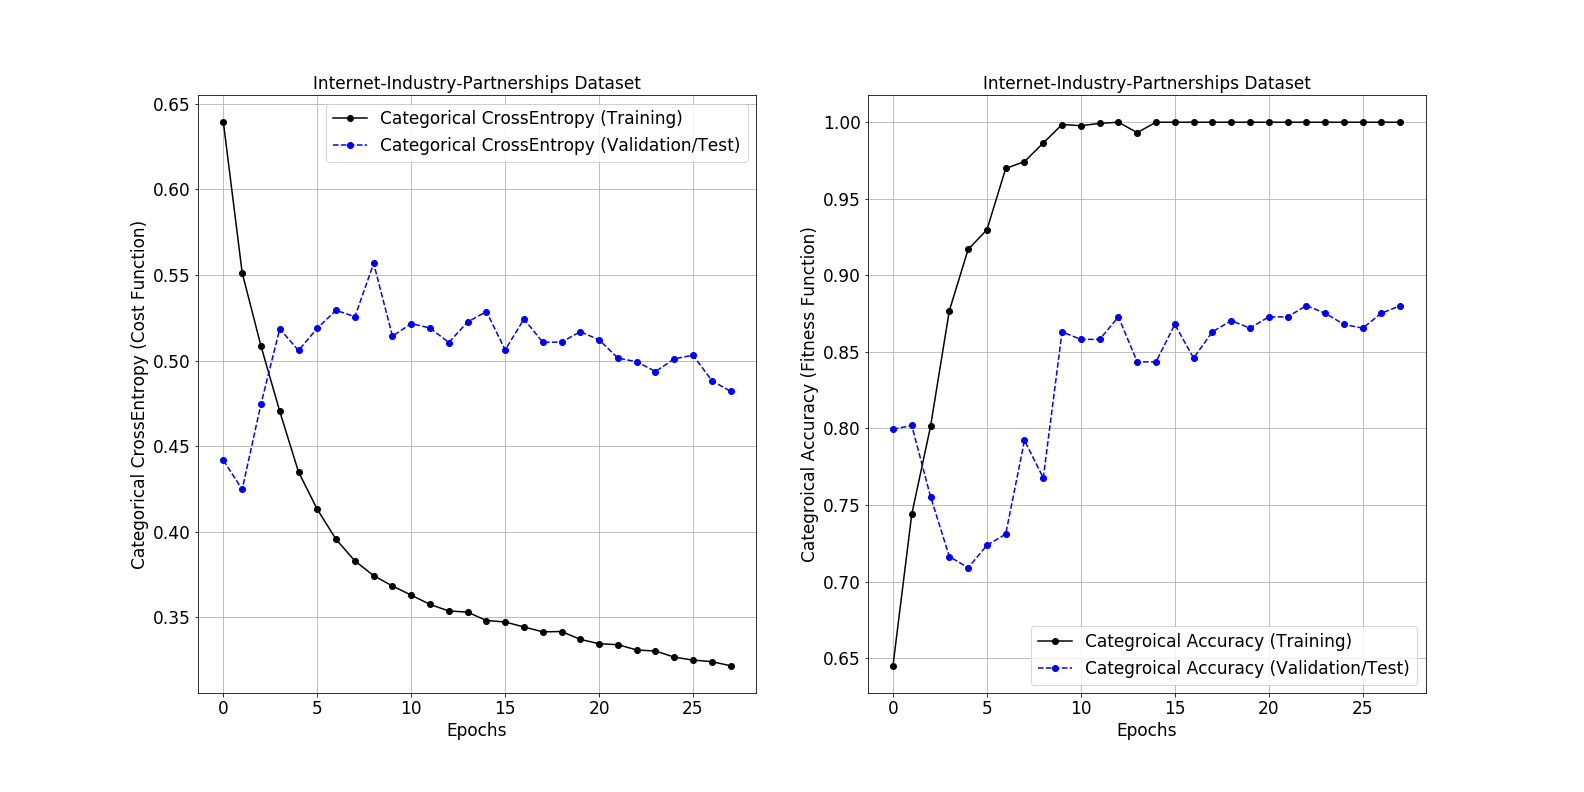 Internet-Industry-Partnerships Dataset
Categorical CrossEntropy (Training)
Categorical CrossEntropy (Validation/Test)
Categorical CrossEntropy (Cost Function)
0.65
0.60
0.55
0.50
0.45
0.40
0.35
0 5 10 15 20 25
Epochs
Internet-Industry-Partnerships Dataset
Categroical Accuracy (Fitness Function)
1.00
0.95
0.90
0.85
0.80
0.75
0.70
0.65
Categroical Accuracy (Training)
Categroical Accuracy (Validation/Test)
0 5 10 15 20 25
Epochs